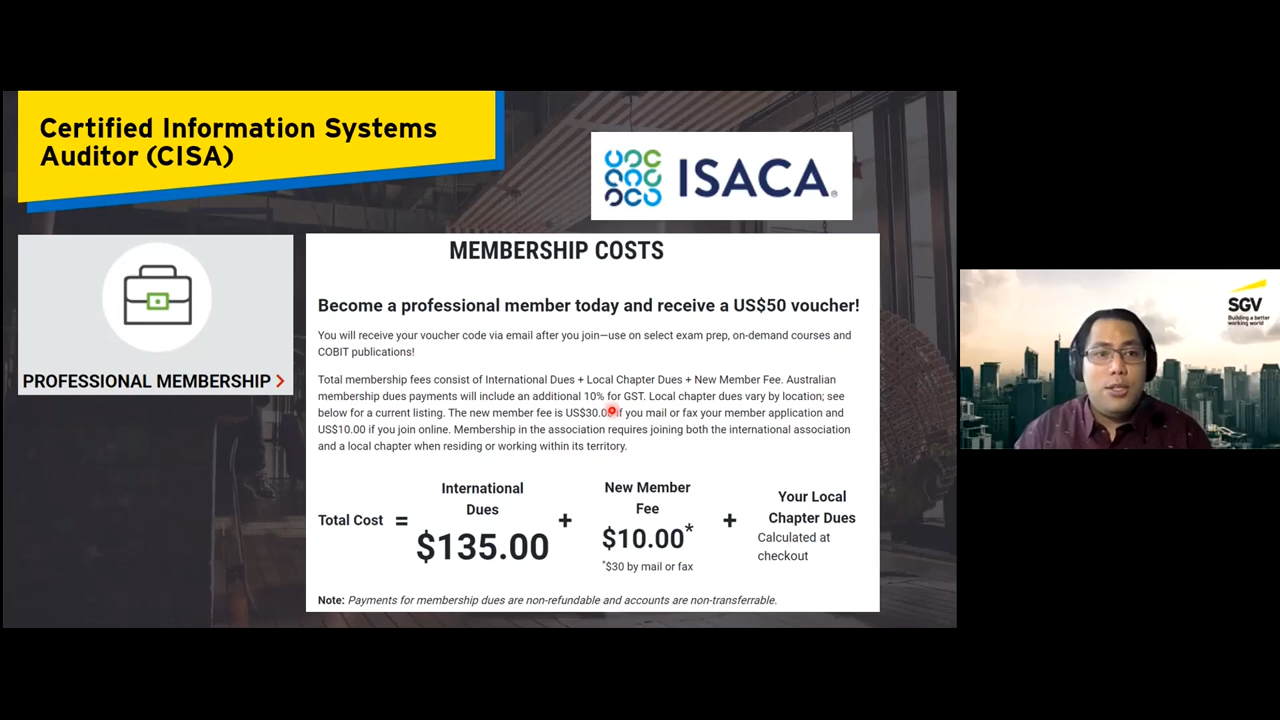 Certified Information Systems
Auditor (CISA)
ISACA®
PROFESSIONAL MEMBERSHIP >
MEMBERSHIP COSTS
Become a professional member today and receive a US$50 voucher!
You will receive your voucher code via email after you join—use on select exam prep, on-demand courses and
COBIT publications!
Total membership fees consist of International Dues + Local Chapter Dues + New Member Fee. Australian
membership dues payments will include an additional 10% for GST. Local chapter dues vary by location; see
below for a current listing. The new member fee is US$30.00 if you mail or fax your member application and
US$10.00 if you join online. Membership in the association requires joining both the international association
and a local chapter when residing or working within its territory.
Total Cost =
International
Dues
$135.00
+
New Member
Fee
$10.00*
*$30 by mail or fax
+
Your Local
Chapter Dues
Calculated at
checkout
Note: Payments for membership dues are non-refundable and accounts are non-transferrable.
SGV
Building a better
working world